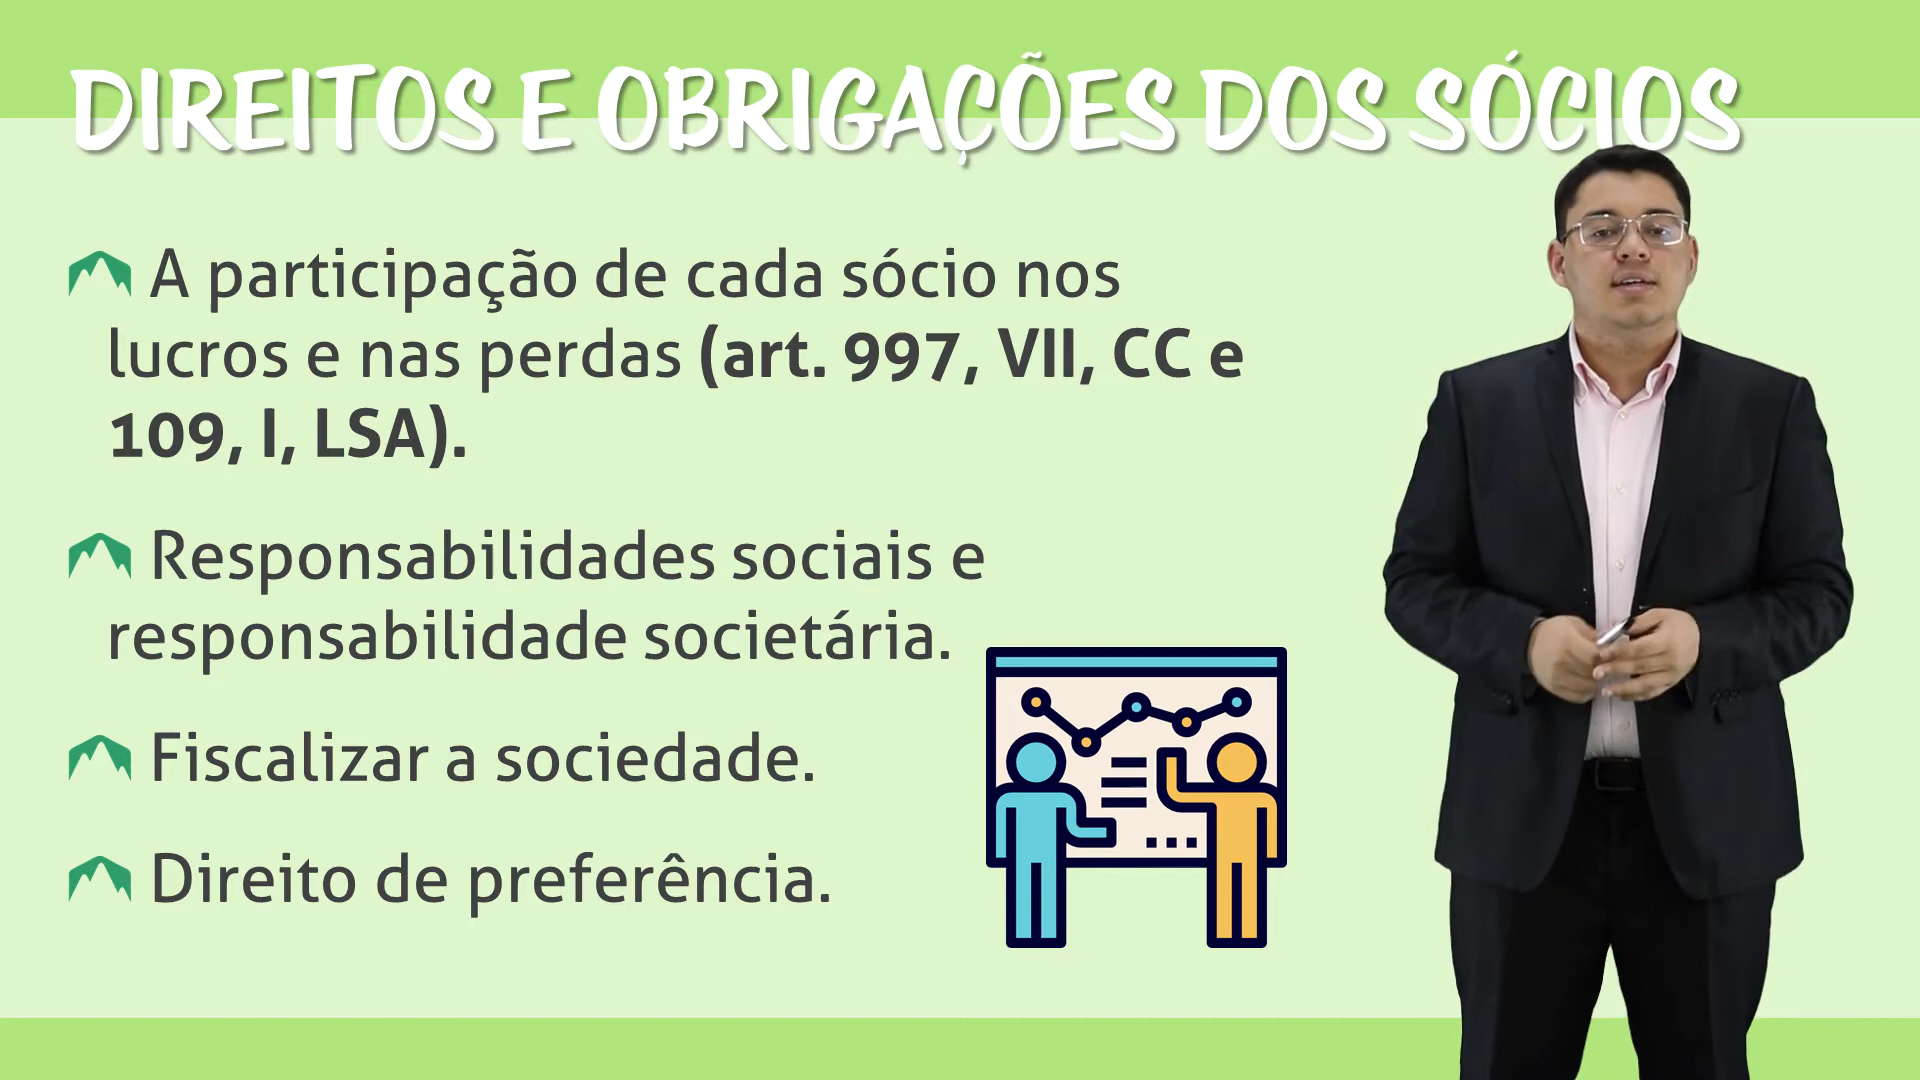 DIREITOS E OBRIGAÇÕES DOS SÓCIOS
A participação de cada sócio nos
lucros e nas perdas (art. 997, VII, CC e
109, I, LSA).
Responsabilidades sociais e
responsabilidade societária.
Fiscalizar a sociedade.
Direito de preferência.